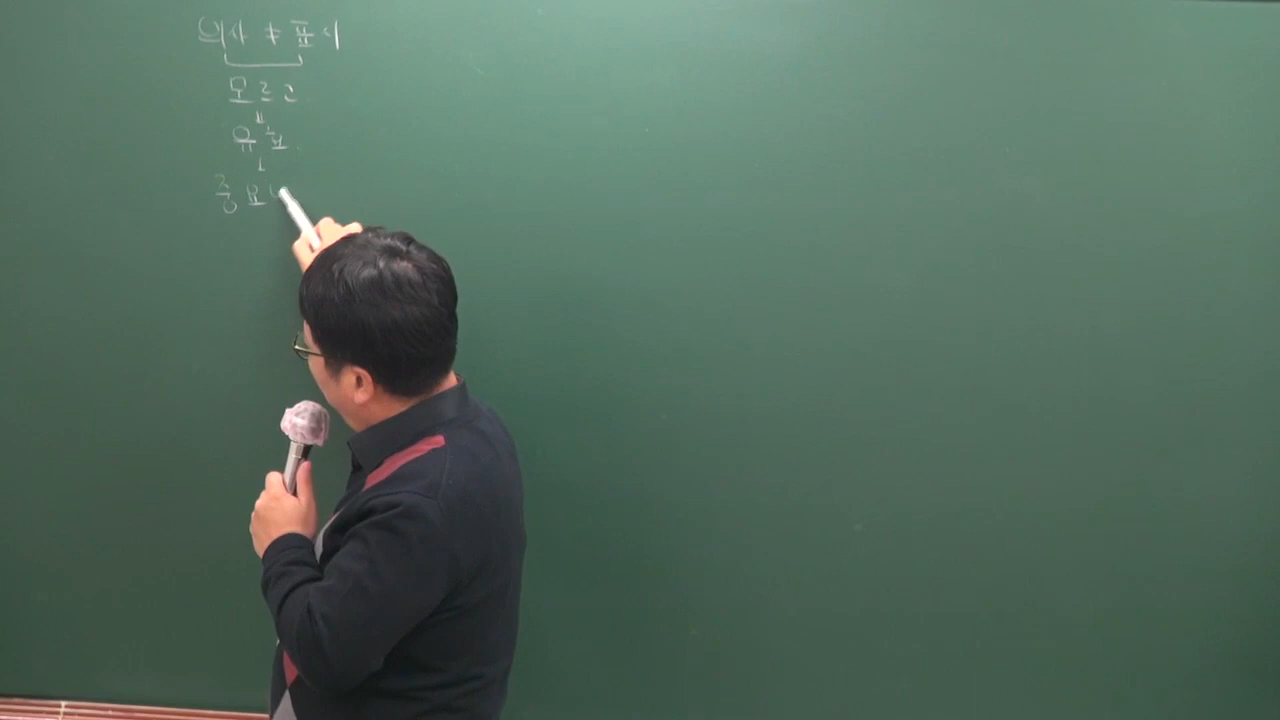 의사 ≠ 표시
모르고
유효
중요